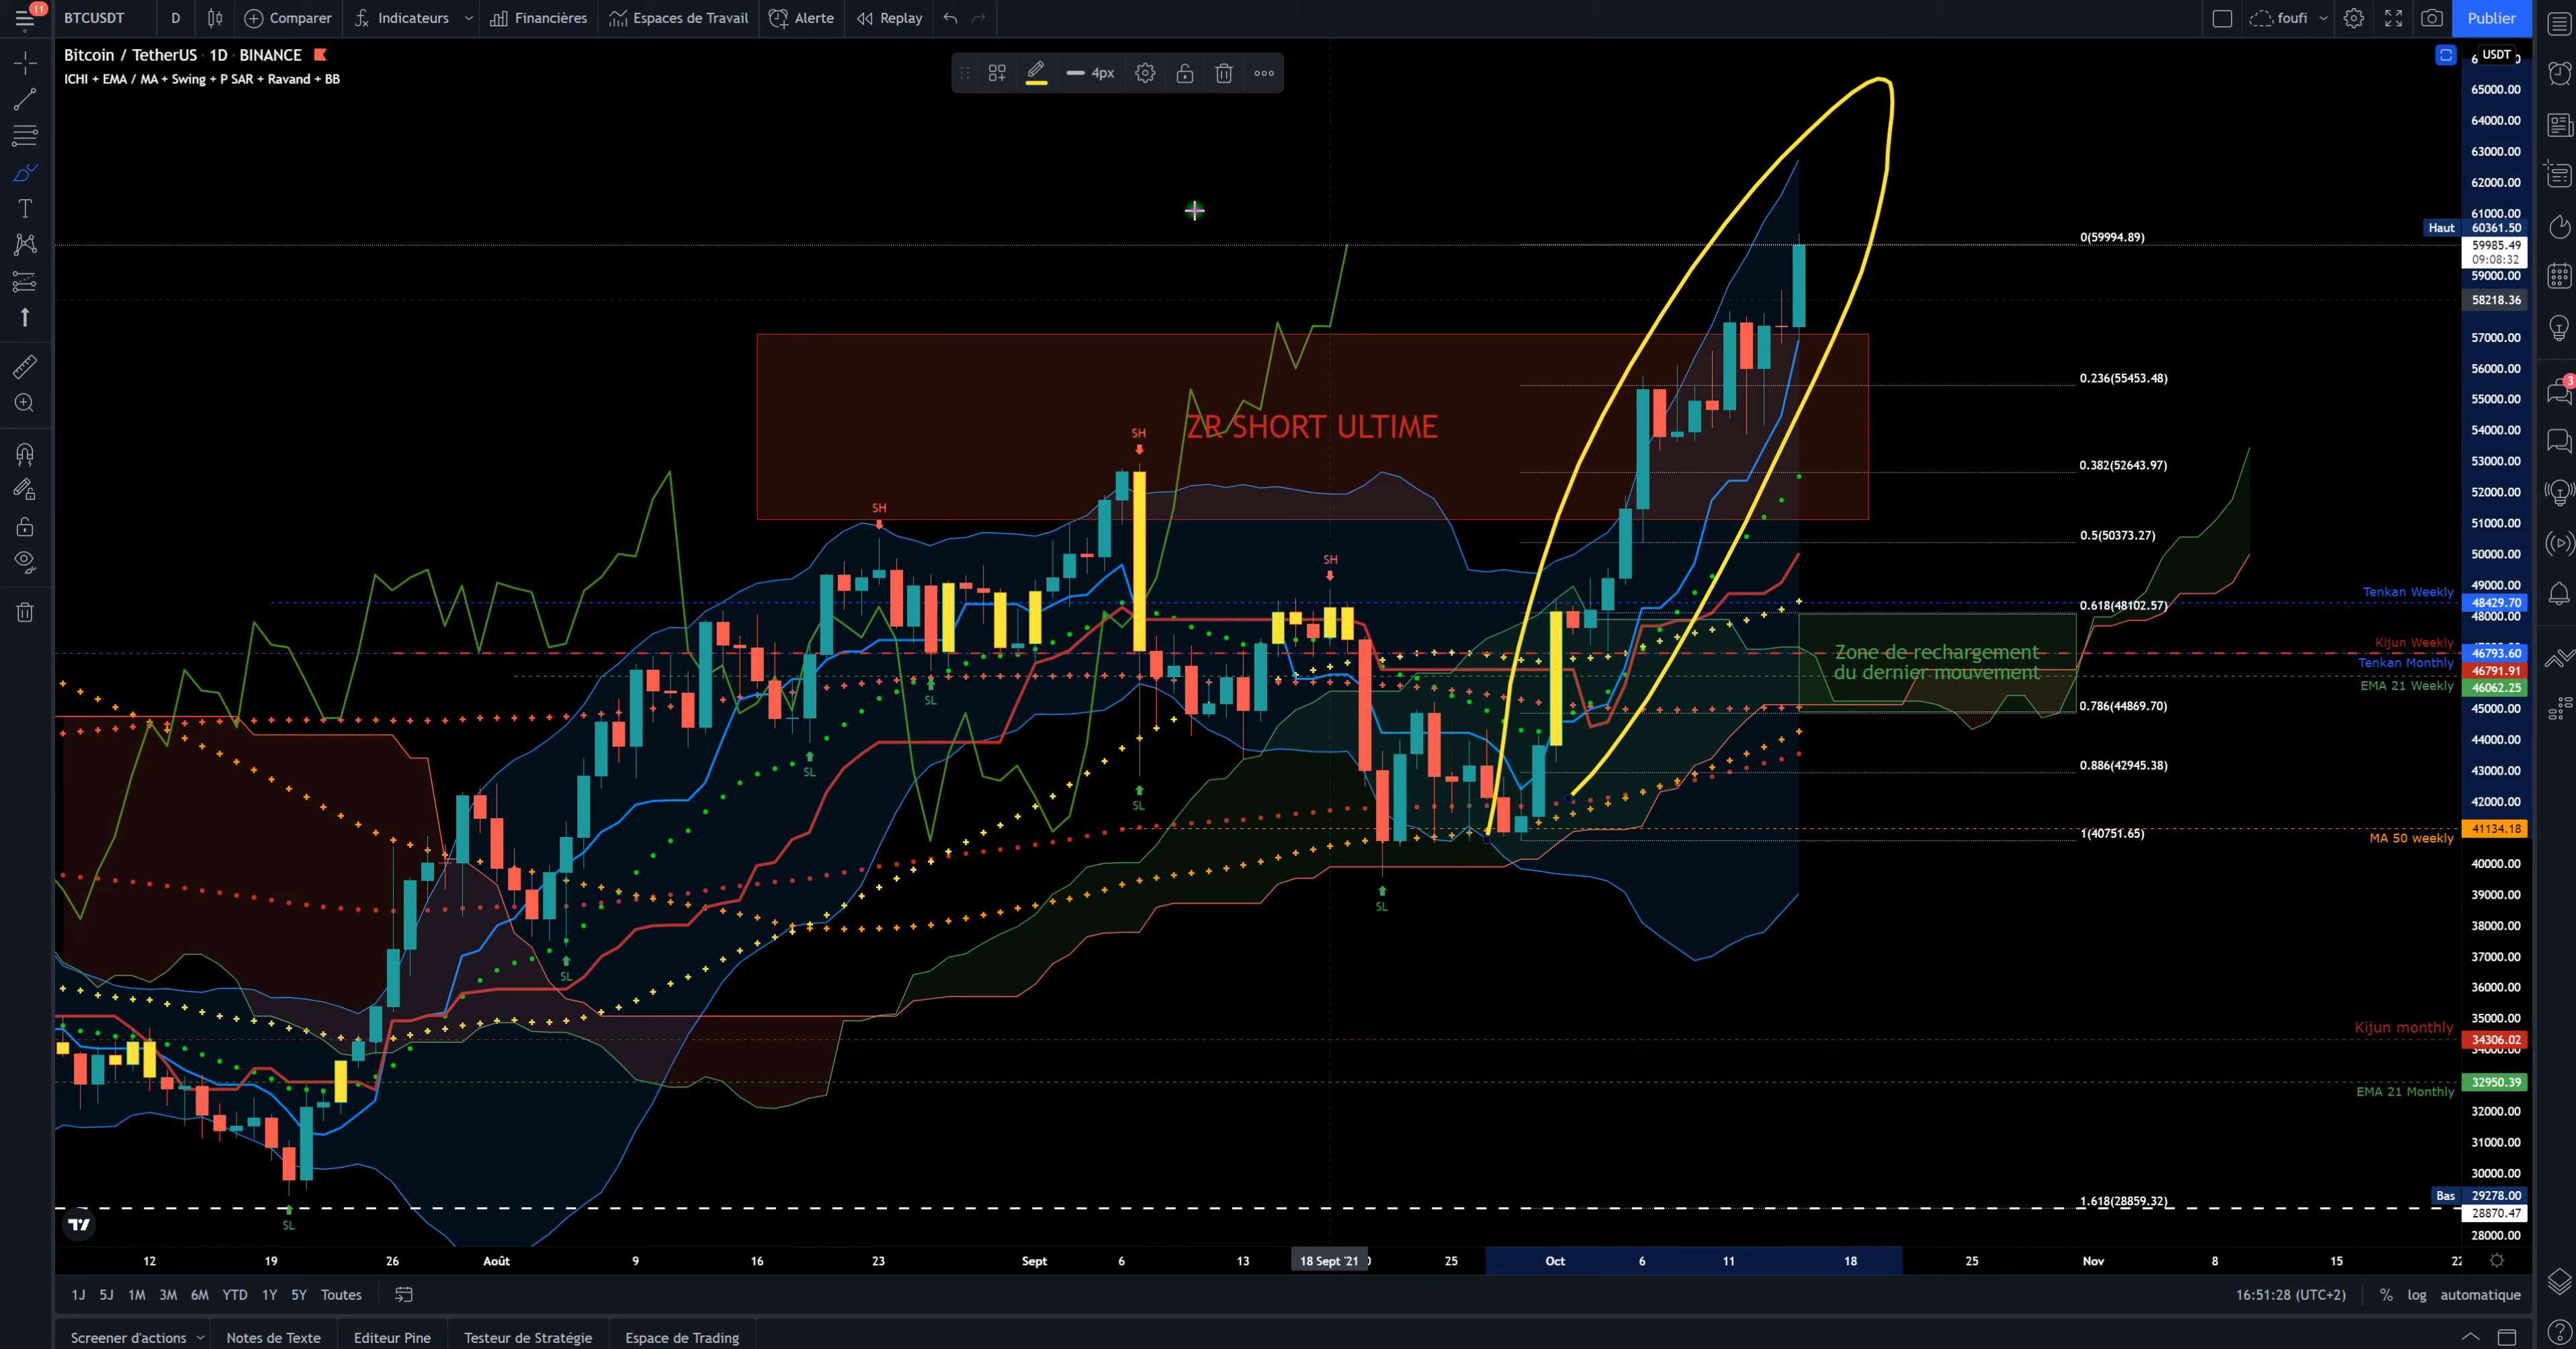 11
BTCUSDT D Comparer Indicateurs Financières Espaces de Travail Alerte Replay foufi Publier
Bitcoin / TetherUS · 1D · BINANCE
ICHI + EMA / MA + Swing + P SAR + Ravand + BB
4px
USDT
65000.00
64000.00
63000.00
62000.00
61000.00
Haut 60361.50
0(59994.89)
59985.49
09:08:32
59000.00
58218.36
57000.00
56000.00
0.236(55453.48)
55000.00
54000.00
ZR SHORT ULTIME
3
SH
53000.00
0.382(52643.97)
52000.00
SH
51000.00
0.5(50373.27)
50000.00
SH
49000.00
Tenkan Weekly
48429.70
0.618(48102.57)
48000.00
Kijun Weekly
46793.60
Tenkan Monthly
46791.91
EMA 21 Weekly
46062.25
Zone de rechargement
du dernier mouvement
SL
0.786(44869.70)
45000.00
44000.00
SL
0.886(42945.38)
43000.00
42000.00
SL
1(40751.65)
41134.18
MA 50 weekly
40000.00
39000.00
SL
38000.00
SL
37000.00
36000.00
35000.00
Kijun monthly
34306.02
32950.39
EMA 21 Monthly
32000.00
31000.00
30000.00
1.618(28859.32)
Bas 29278.00
28870.47
SL
28000.00
12 19 26 Août 9 16 23 Sept 6 13 18 Sept '21 25 Oct 6 11 18 25 Nov 8 15
1J 5J 1M 3M 6M YTD 1Y 5Y Toutes 16:51:28 (UTC+2) % log automatique
Screener d'actions Notes de Texte Editeur Pine Testeur de Stratégie Espace de Trading